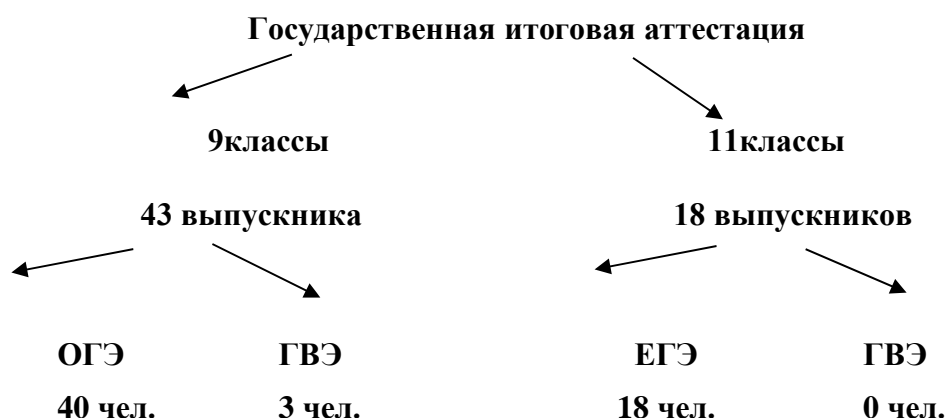 Государственная итоговая аттестация
9классы 11классы
43 выпускника 18 выпускников
ОГЭ ГВЭ ЕГЭ ГВЭ
40 чел. 3 чел. 18 чел. 0 чел.